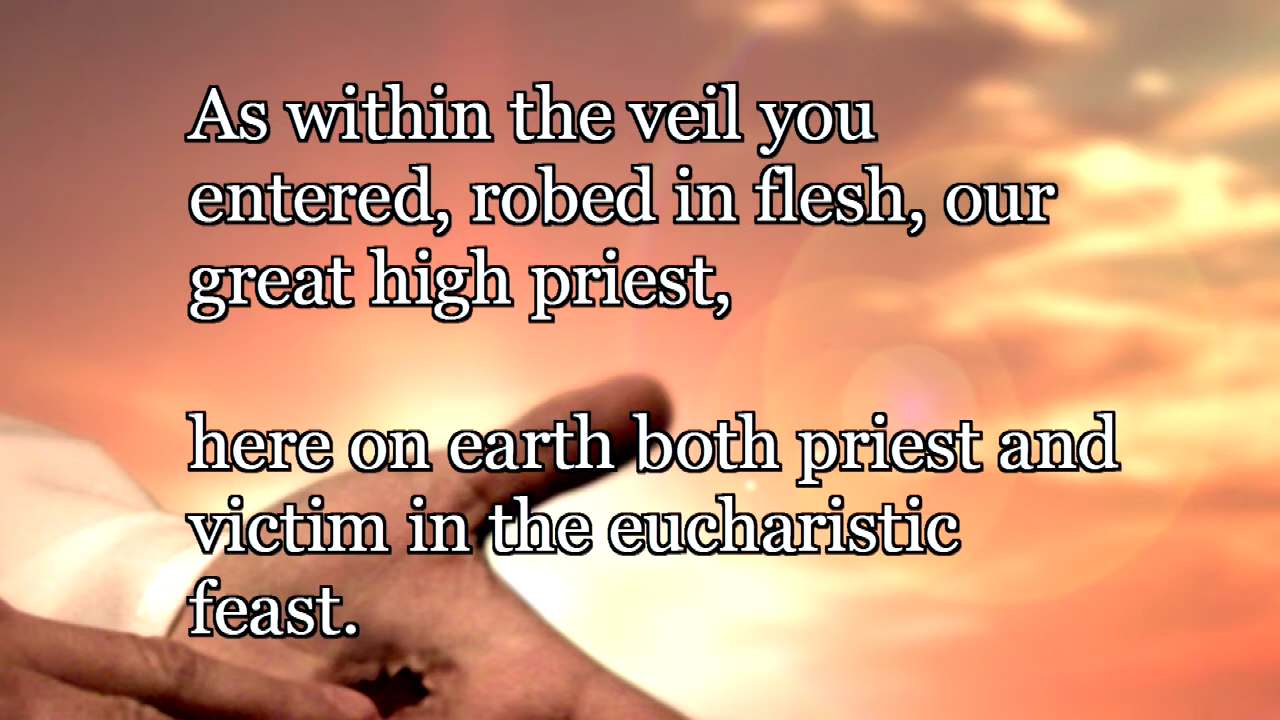 As within the veil you
entered, robed in flesh, our
great high priest,
here on earth both priest and
victim in the eucharistic
feast.